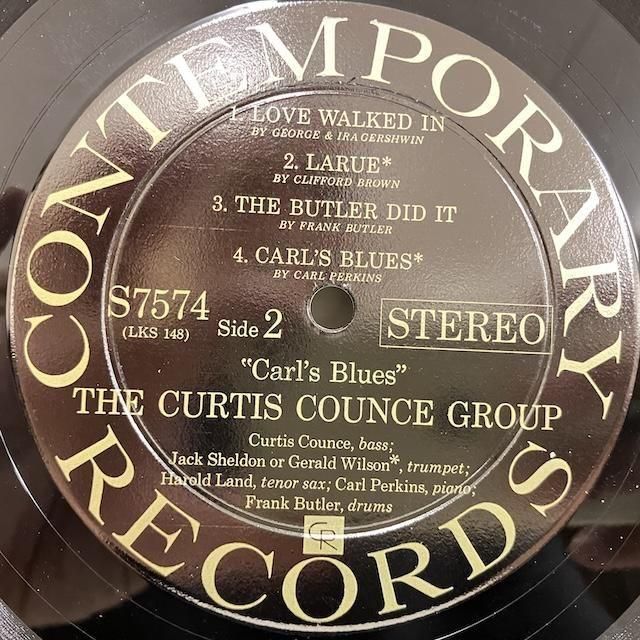 CONTEMPORARY
1. LOVE WALKED IN
BY GEORGE & IRA GERSHWIN
2. LARUE*
BY CLIFFORD BROWN
3. THE BUTLER DID IT
BY FRANK BUTLER
4. CARL'S BLUES*
BY CARL PERKINS
S7574
(LKS 148)
Side 2
STEREO
"Carl's Blues"
THE CURTIS COUNCE GROUP
Curtis Counce, bass;
Jack Sheldon or Gerald Wilson*, trumpet;
Harold Land, tenor sax; Carl Perkins, piano;
Frank Butler, drums
CR
RECORDS